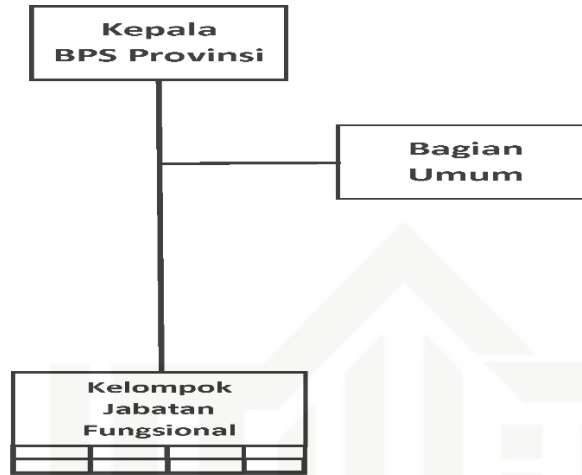 Kepala
BPS Provinsi
Bagian
Umum
Kelompok
Jabatan
Fungsional